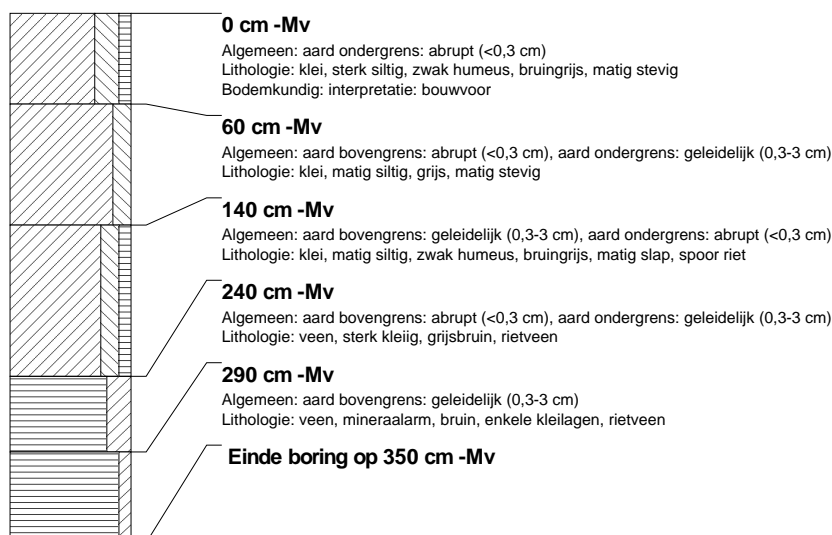 0 cm -Mv
Algemeen: aard ondergrens: abrupt (<0,3 cm)
Lithologie: klei, sterk siltig, zwak humeus, bruingrijs, matig stevig
Bodemkundig: interpretatie: bouwvoor
60 cm -Mv
Algemeen: aard bovengrens: abrupt (<0,3 cm), aard ondergrens: geleidelijk (0,3-3 cm)
Lithologie: klei, matig siltig, grijs, matig stevig
140 cm -Mv
Algemeen: aard bovengrens: geleidelijk (0,3-3 cm), aard ondergrens: abrupt (<0,3 cm)
Lithologie: klei, matig siltig, zwak humeus, bruingrijs, matig slap, spoor riet
240 cm -Mv
Algemeen: aard bovengrens: abrupt (<0,3 cm), aard ondergrens: geleidelijk (0,3-3 cm)
Lithologie: veen, sterk kleiïg, grijsbruin, rietveen
290 cm -Mv
Algemeen: aard bovengrens: geleidelijk (0,3-3 cm)
Lithologie: veen, mineraalarm, bruin, enkele kleilagen, rietveen
Einde boring op 350 cm -Mv